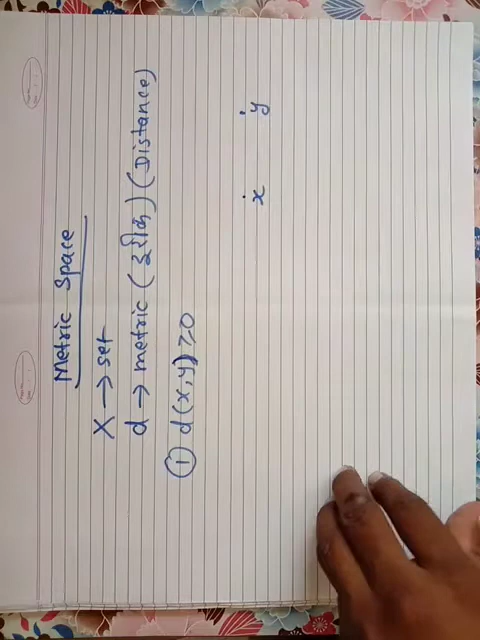 Metric Space
X → set
d → metric (दूरीक) (Distance)
① d(x,y) ≥ 0
x y